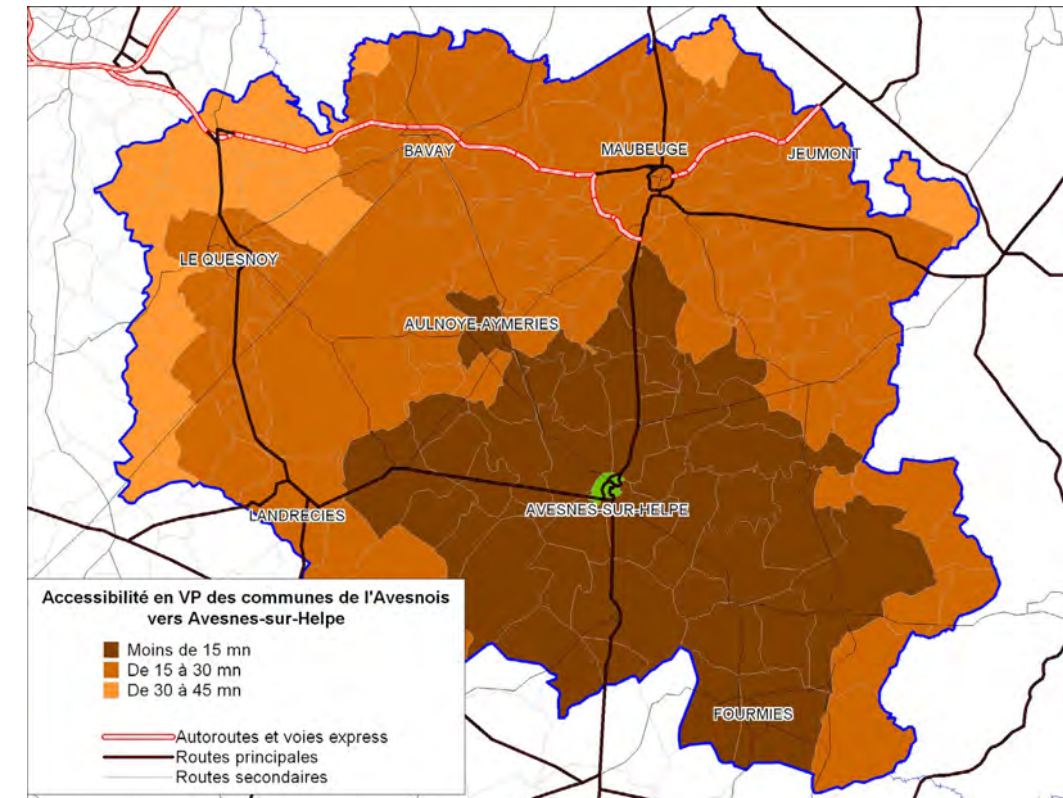 BAVAY
MAUBEUGE
JEUMONT
LE QUESNOY
AULNOYE-AYMERIES
LANDRECIES
AVESNES-SUR-HELPE
FOURMIES
Accessibilité en VP des communes de l'Avesnois
vers Avesnes-sur-Helpe
Moins de 15 mn
De 15 à 30 mn
De 30 à 45 mn
Autoroutes et voies express
Routes principales
Routes secondaires